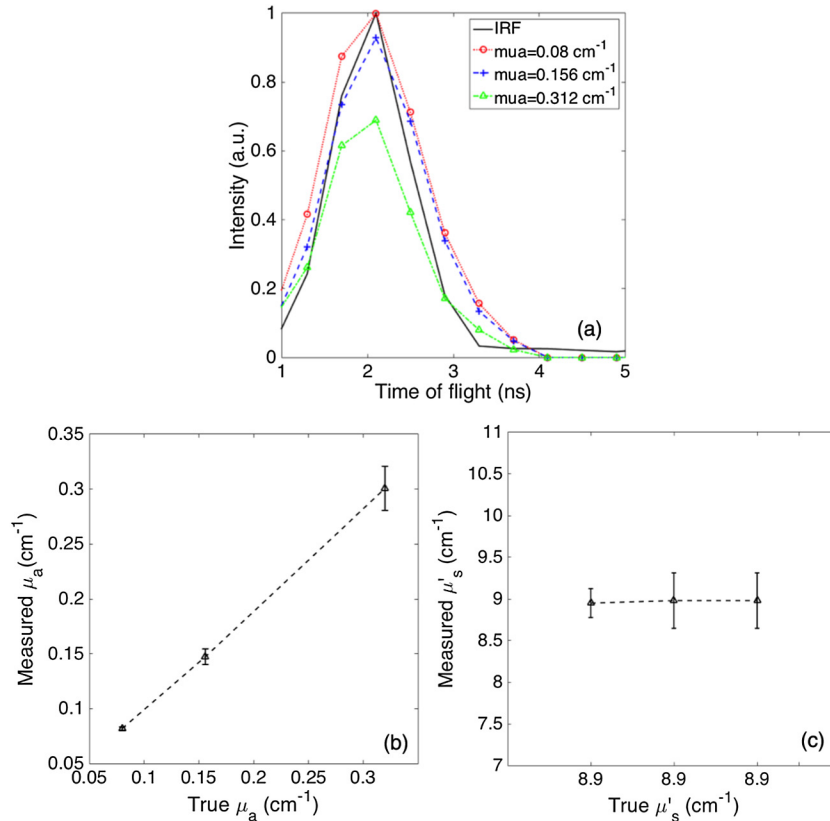 IRF
mua=0.08 cm⁻¹
mua=0.156 cm⁻¹
mua=0.312 cm⁻¹
1
0.8
0.6
0.4
0.2
0
Intensity (a.u.)
(a)
1 2 3 4 5
Time of flight (ns)
0.35
0.3
0.25
0.2
0.15
0.1
0.05
Measured μₐ(cm⁻¹)
(b)
0.05 0.1 0.15 0.2 0.25 0.3
True μₐ (cm⁻¹)
11
10.5
10
9.5
9
8.5
8
7.5
7
Measured μ'ₛ (cm⁻¹)
(c)
8.9 8.9 8.9
True μ'ₛ (cm⁻¹)